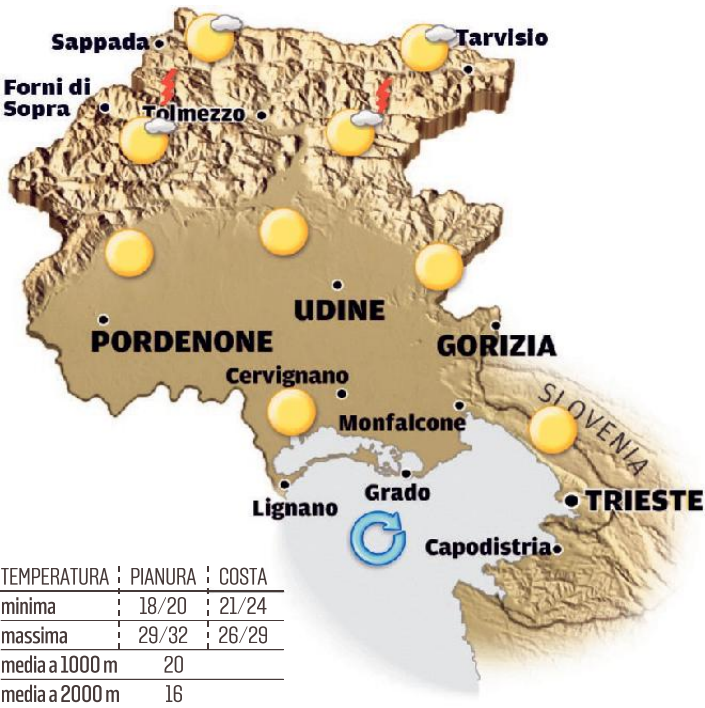 Sappada
Tarvisio
Forni di
Sopra
Tolmezzo
UDINE
PORDENONE
GORIZIA
Cervignano
SLOVENIA
Monfalcone
Grado
TRIESTE
Lignano
Capodistria
TEMPERATURA PIANURA COSTA
minima 18/20 21/24
massima 29/32 26/29
media a 1000 m 20
media a 2000 m 16